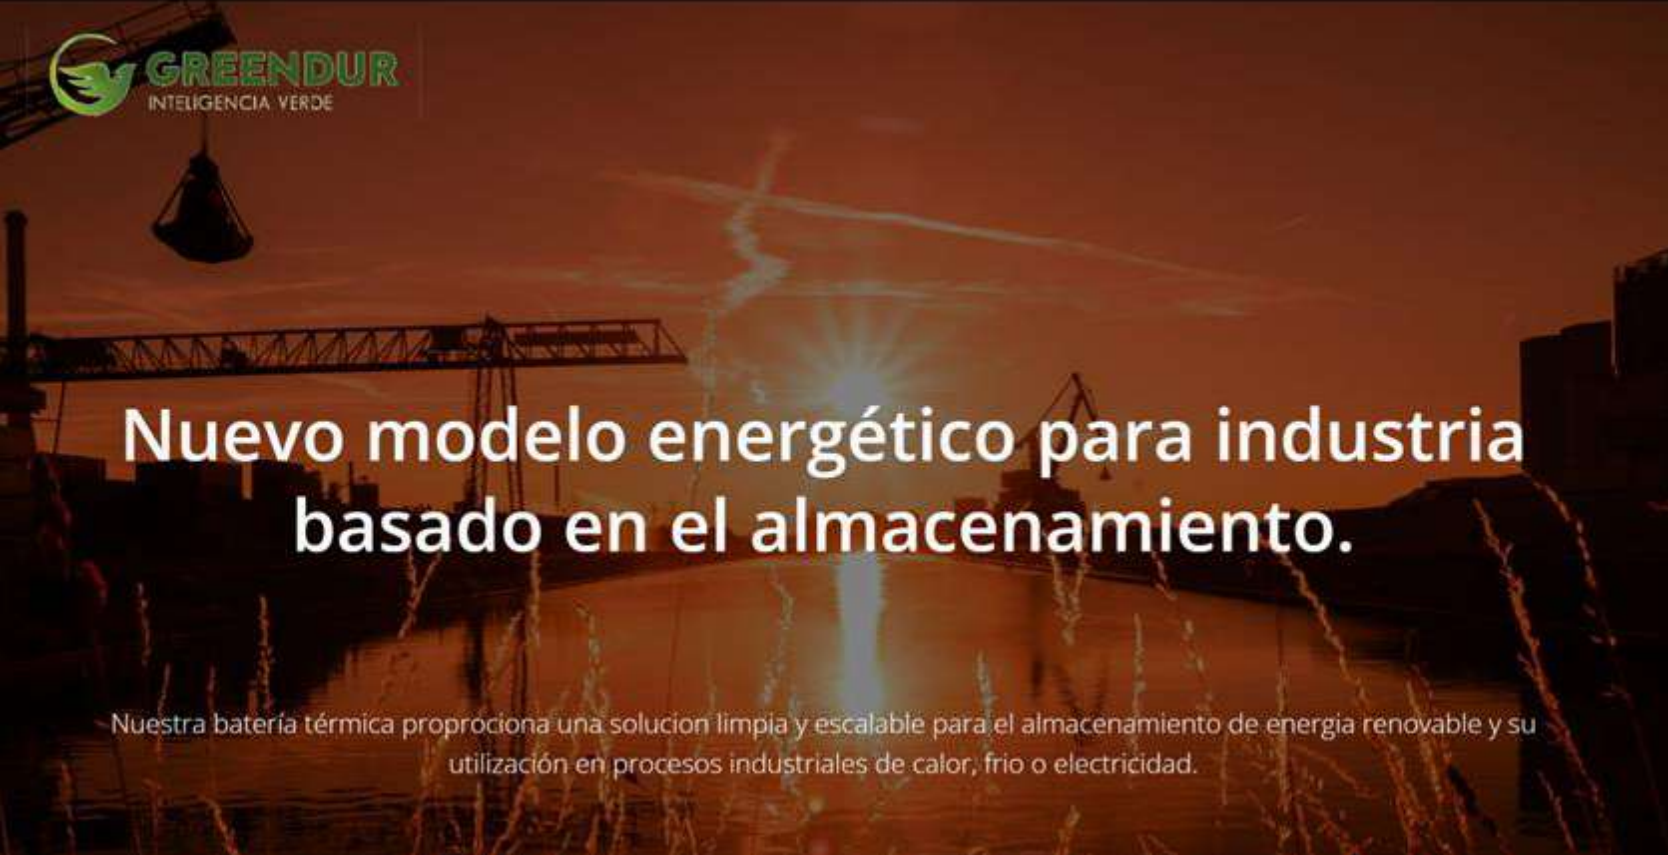 GREENDUR
INTELIGENCIA VERDE
Nuevo modelo energético para industria
basado en el almacenamiento.
Nuestra batería térmica proprociona una solucion limpia y escalable para el almacenamiento de energia renovable y su
utilización en procesos industriales de calor, frio o electricidad.